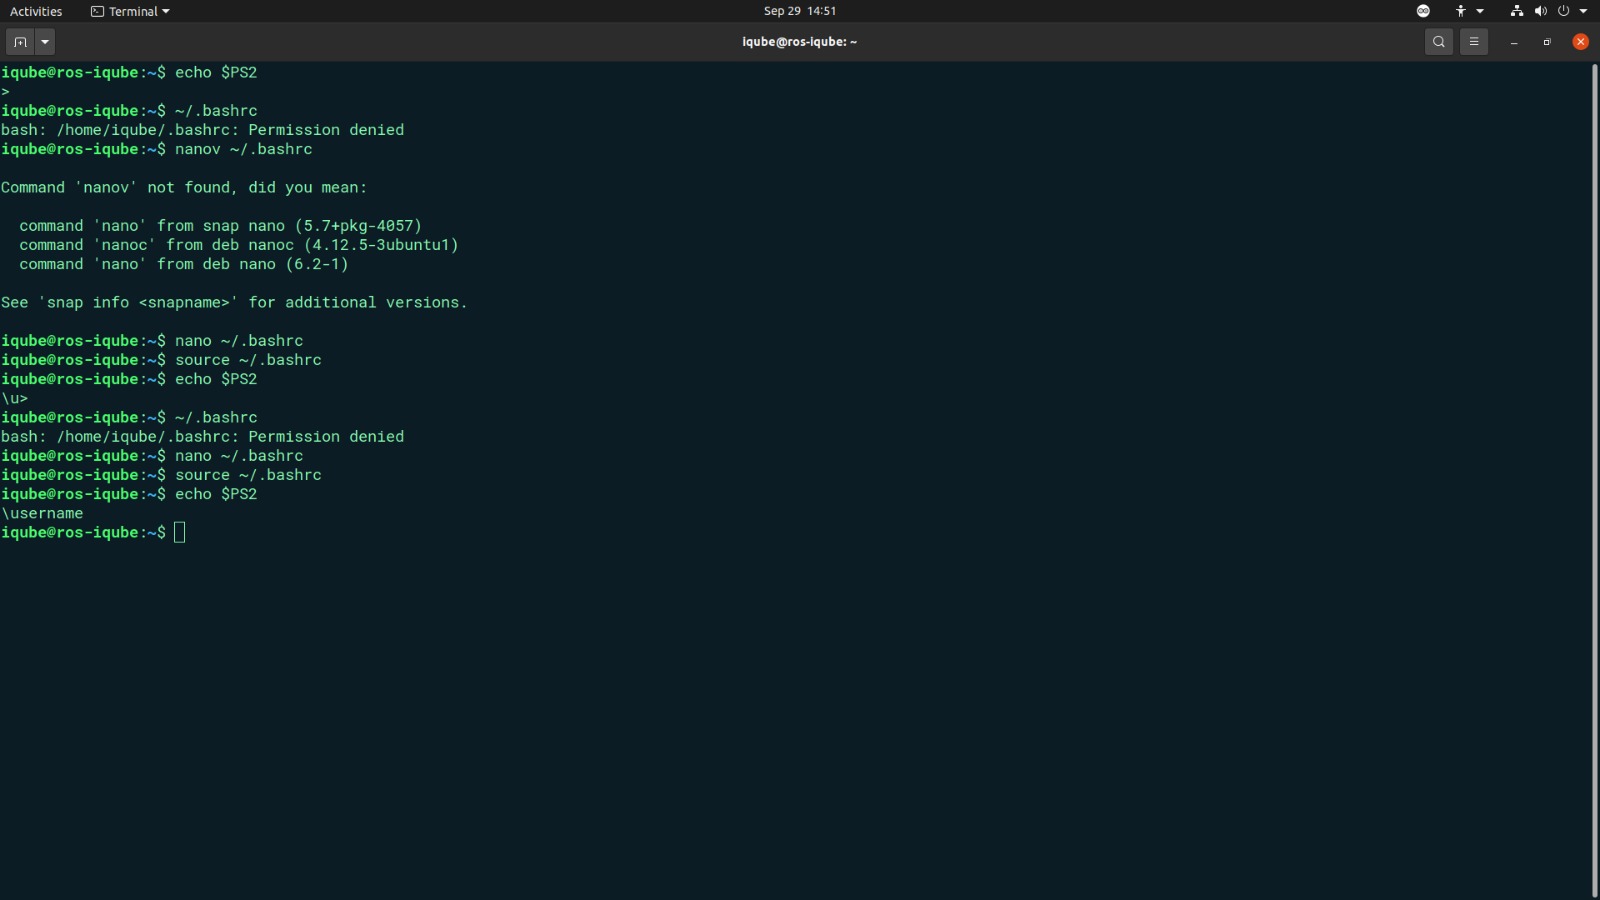 Activities Terminal Sep 29 14:51
iqube@ros-iqube: ~
iqube@ros-iqube:~$ echo $PS2
>
iqube@ros-iqube:~$ ~/.bashrc
bash: /home/iqube/.bashrc: Permission denied
iqube@ros-iqube:~$ nanov ~/.bashrc
Command 'nanov' not found, did you mean:
command 'nano' from snap nano (5.7+pkg-4057)
command 'nanoc' from deb nanoc (4.12.5-3ubuntu1)
command 'nano' from deb nano (6.2-1)
See 'snap info <snapname>' for additional versions.
iqube@ros-iqube:~$ nano ~/.bashrc
iqube@ros-iqube:~$ source ~/.bashrc
iqube@ros-iqube:~$ echo $PS2
\u>
iqube@ros-iqube:~$ ~/.bashrc
bash: /home/iqube/.bashrc: Permission denied
iqube@ros-iqube:~$ nano ~/.bashrc
iqube@ros-iqube:~$ source ~/.bashrc
iqube@ros-iqube:~$ echo $PS2
\username
iqube@ros-iqube:~$